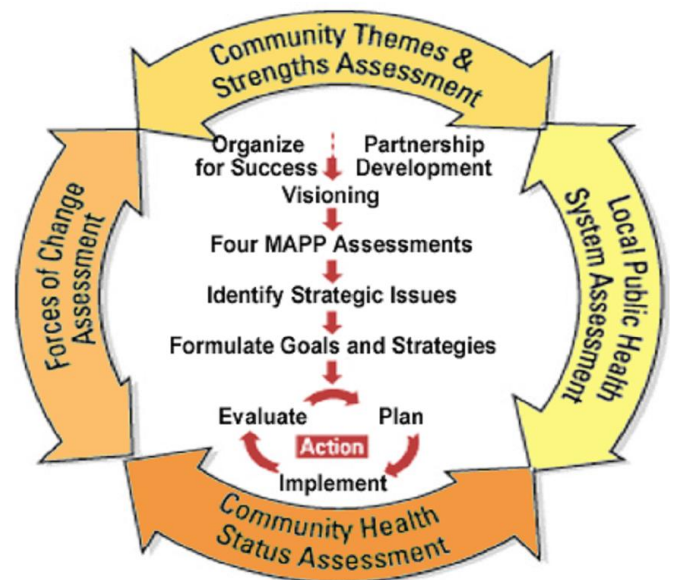 Community Themes &
Strengths Assessment
Organize
for Success
Partnership
Development
Visioning
Four MAPP Assessments
Identify Strategic Issues
Formulate Goals and Strategies
Evaluate
Plan
Action
Implement
Forces of Change
Assessment
Local Public Health
System Assessment
Community Health
Status Assessment